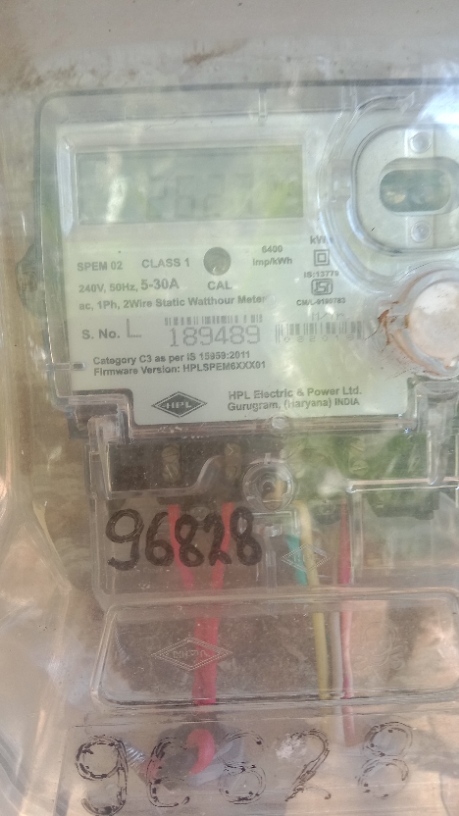 SPEM 02 CLASS 1 6400 imp/kWh
240V, 50Hz, 5-30A CAL
IS:13779
ac, 1Ph, 2Wire Static Watthour Meter
S. No. L 189489
Category C3 as per IS 15959:2011
Firmware Version: HPLSPEM6XXX01
HPL
HPL Electric & Power Ltd.
Gurugram, (Haryana) INDIA
96828
96828